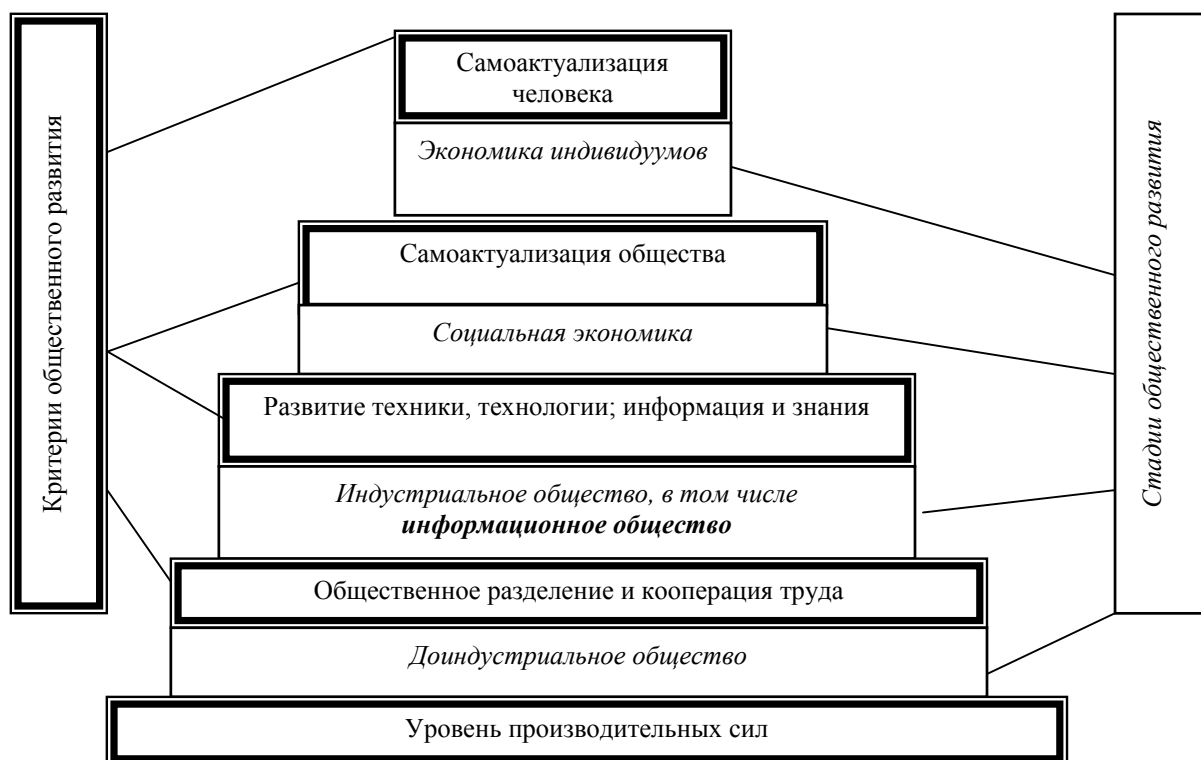 Критерии общественного развития
Самоактуализация
человека
Экономика индивидуумов
Самоактуализация общества
Социальная экономика
Развитие техники, технологии; информация и знания
Индустриальное общество, в том числе
информационное общество
Общественное разделение и кооперация труда
Доиндустриальное общество
Уровень производительных сил
Стадии общественного развития